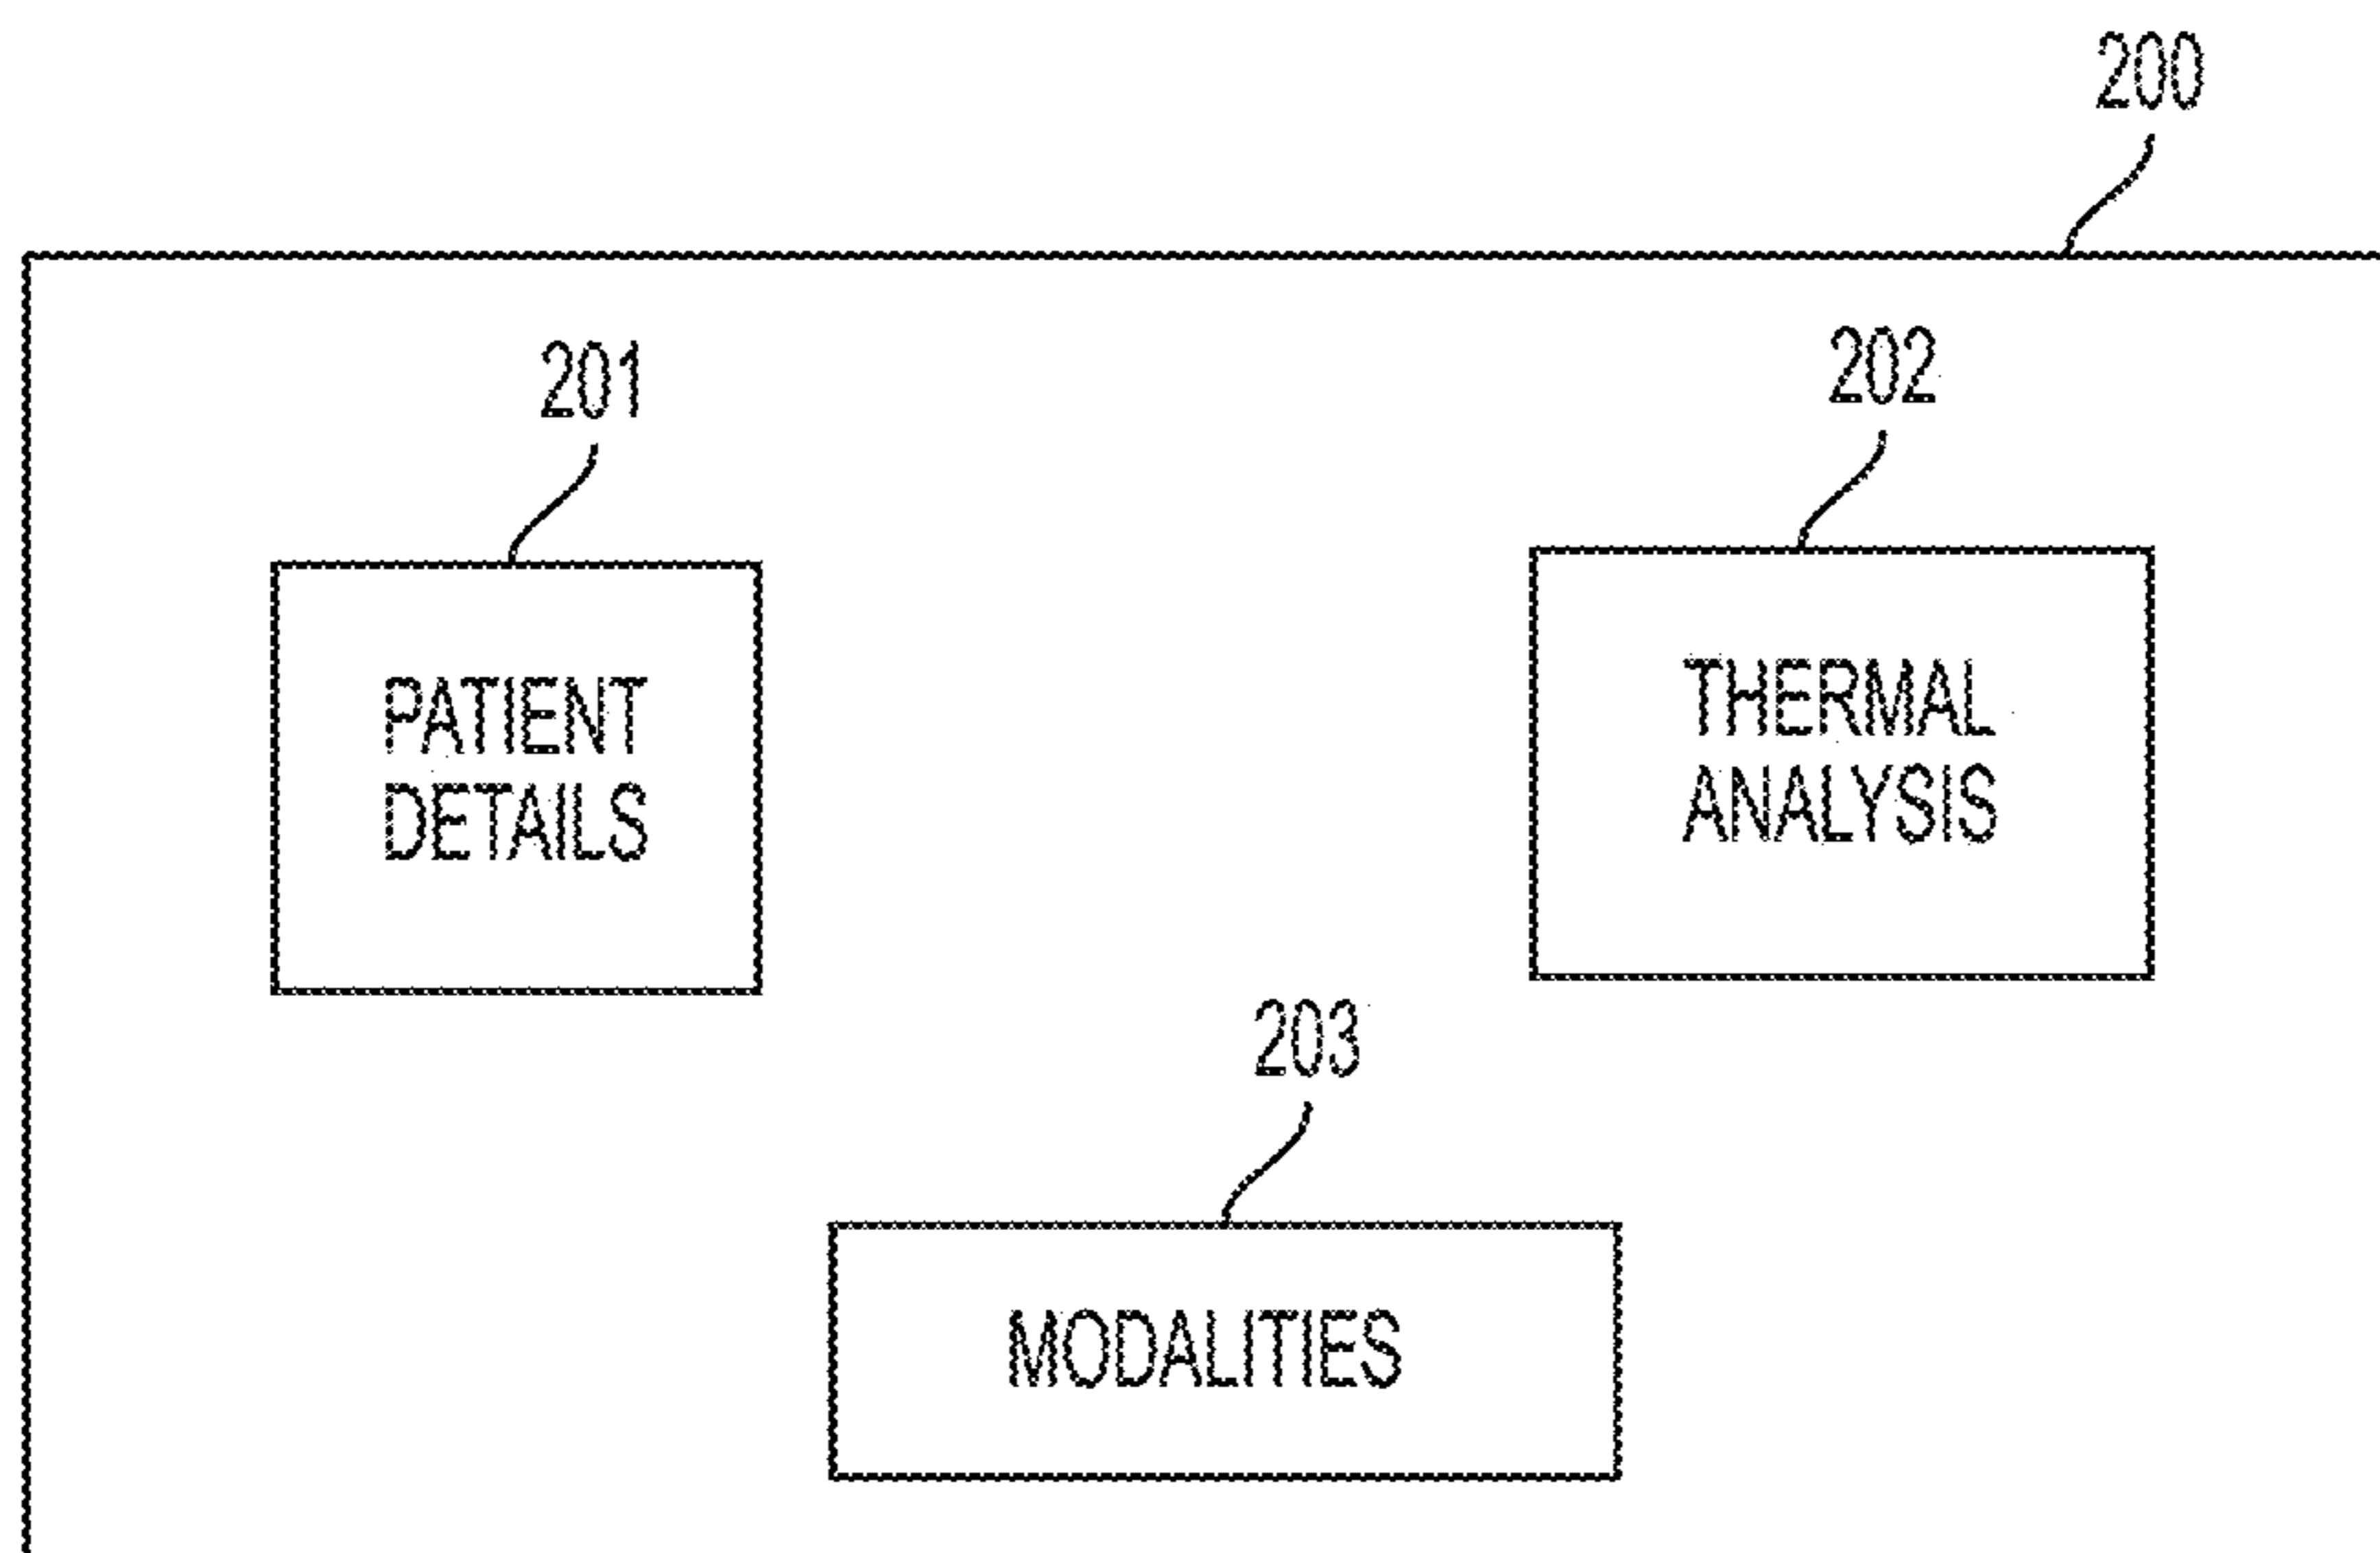 200
201
202
PATIENT
DETAILS
THERMAL
ANALYSIS
203
MODALITIES